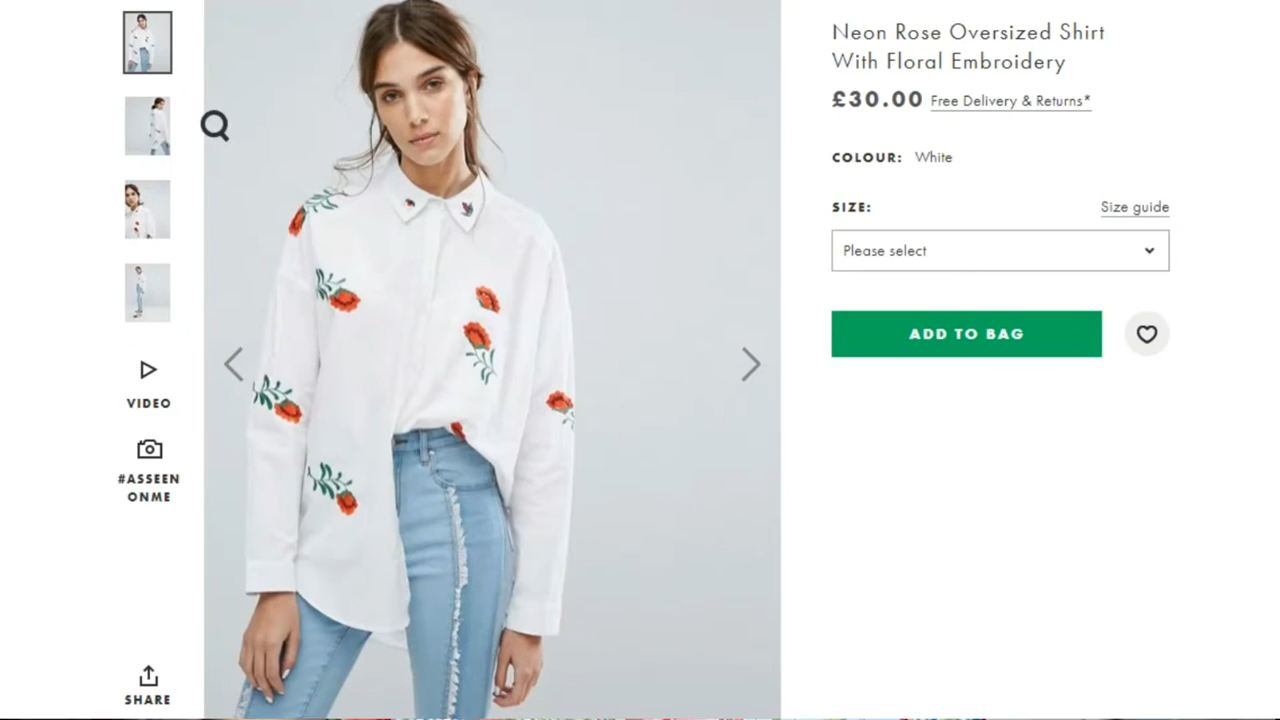 Neon Rose Oversized Shirt
With Floral Embroidery
£30.00 Free Delivery & Returns*
COLOUR: White
SIZE: Size guide
Please select
ADD TO BAG
VIDEO
#ASSEEN
ONME
SHARE